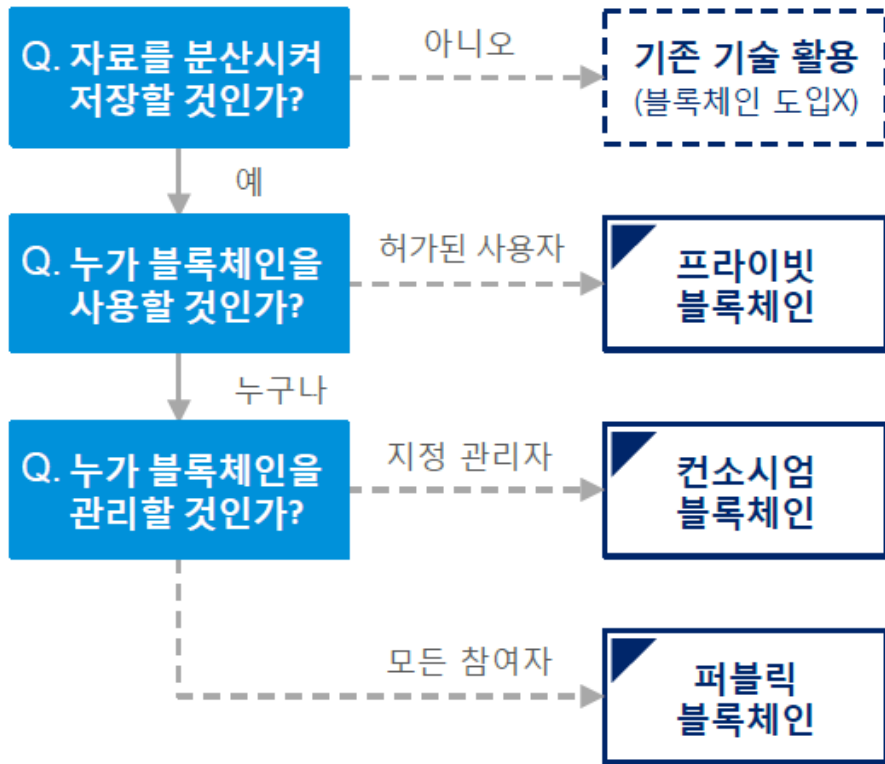 Q. 자료를 분산시켜
저장할 것인가?
아니오
기존 기술 활용
(블록체인 도입X)
예
Q. 누가 블록체인을
사용할 것인가?
허가된 사용자
프라이빗
블록체인
누구나
Q. 누가 블록체인을
관리할 것인가?
지정 관리자
컨소시엄
블록체인
모든 참여자
퍼블릭
블록체인